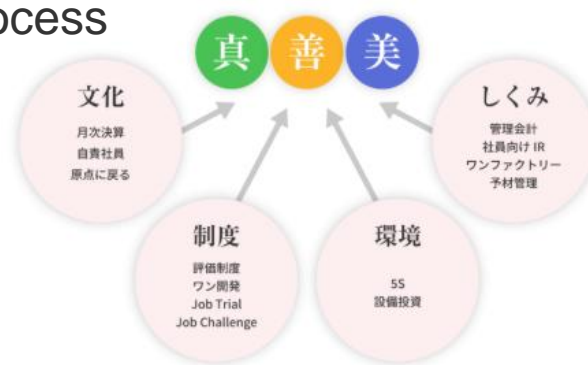 ocess
真 善 美
文化
月次決算
自責社員
原点に戻る
しくみ
管理会計
社員向け IR
ワンファクトリー
予材管理
制度
評価制度
ワン開発
Job Trial
Job Challenge
環境
5S
設備投資